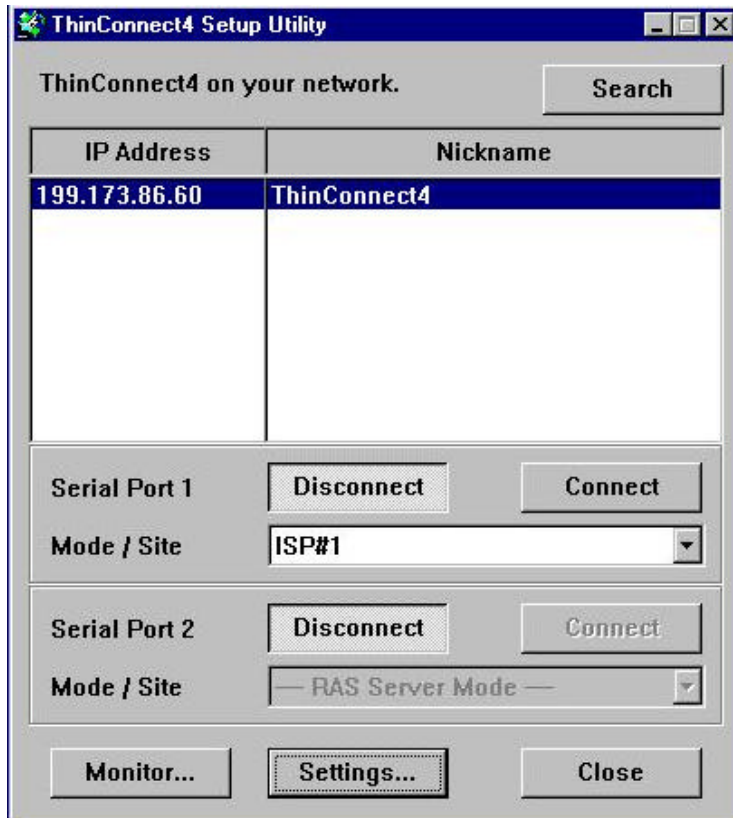 ThinConnect4 Setup Utility
ThinConnect4 on your network. Search
IP Address Nickname
199.173.86.60 ThinConnect4
Serial Port 1 Disconnect Connect
Mode / Site ISP#1
Serial Port 2 Disconnect Connect
Mode / Site — RAS Server Mode —
Monitor... Settings... Close